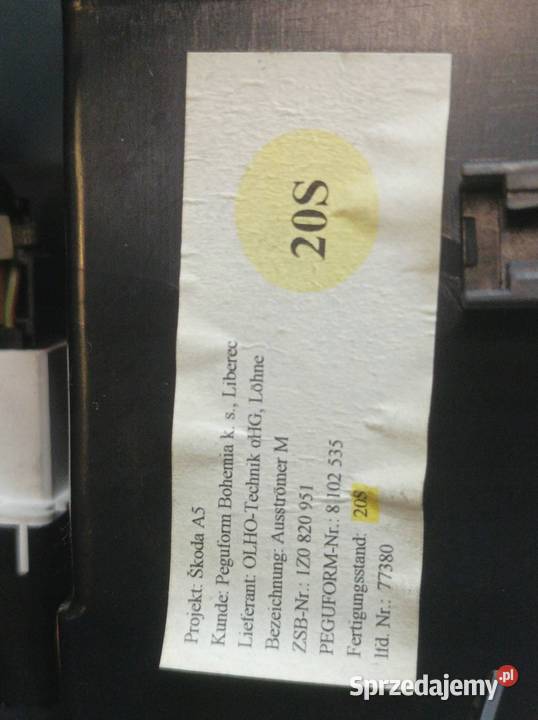 20S
Projekt: Škoda A5
Kunde: Peguform Bohemia k. s., Liberec
Lieferant: OLHO-Technik oHG, Löhne
Bezeichnung: Ausströmer M
ZSB-Nr.: 1Z0 820 951
PEGUFORM-Nr.: 8 102 535
Fertigungsstand: 20S
lfd. Nr.: 77380
Sprzedajemy.pl